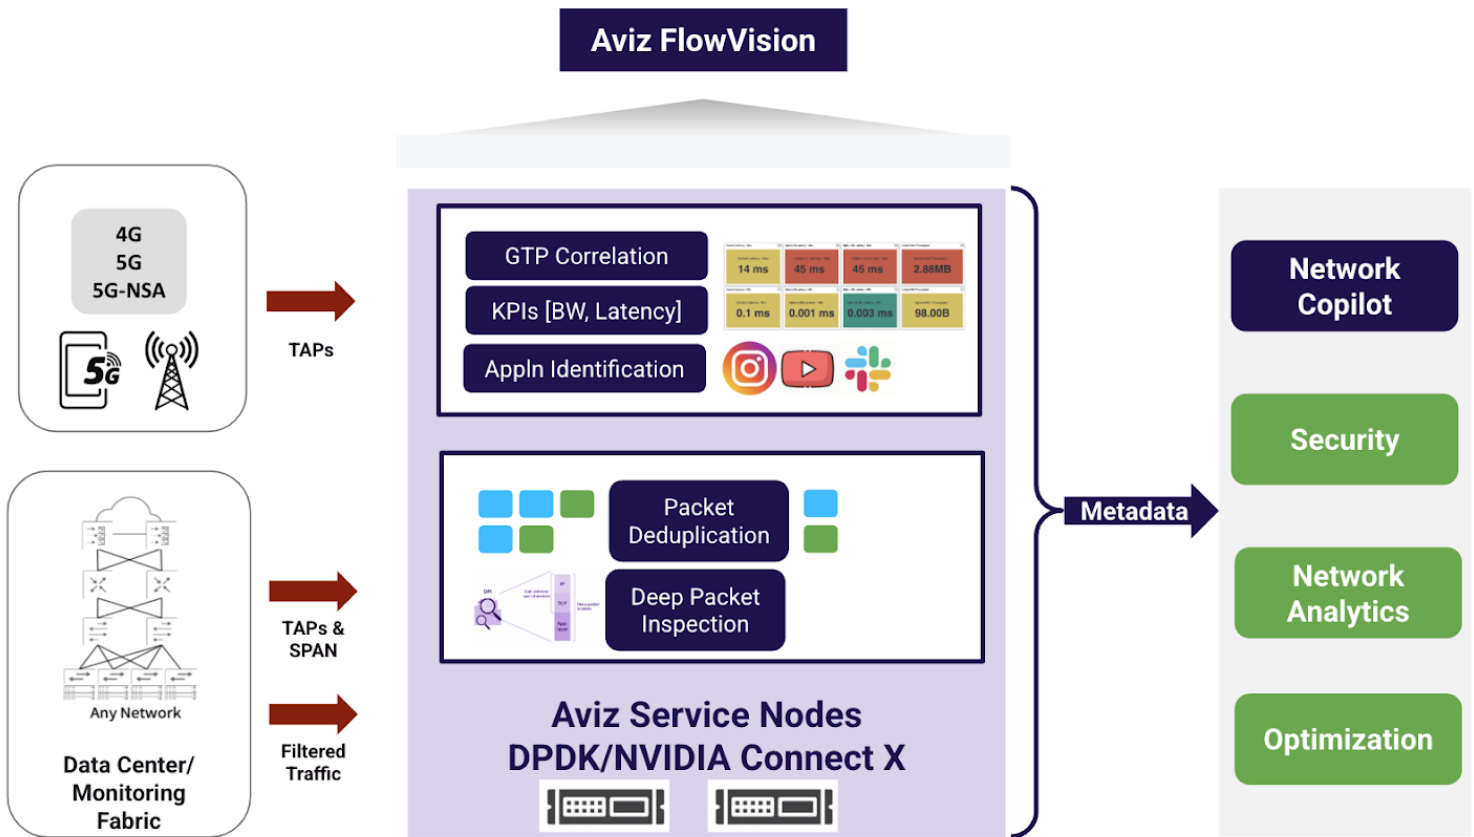 Aviz FlowVision
4G
5G
5G-NSA
5G
TAPs
GTP Correlation
KPIs [BW, Latency]
Appln Identification
14 ms
45 ms
45 ms
2.88MB
0.1 ms
0.001 ms
0.003 ms
98.00B
Packet
Deduplication
DPI
IP
TCP
Deep Packet
Inspection
Aviz Service Nodes
DPDK/NVIDIA Connect X
Any Network
Data Center/
Monitoring
Fabric
TAPs &
SPAN
Filtered
Traffic
Metadata
Network
Copilot
Security
Network
Analytics
Optimization